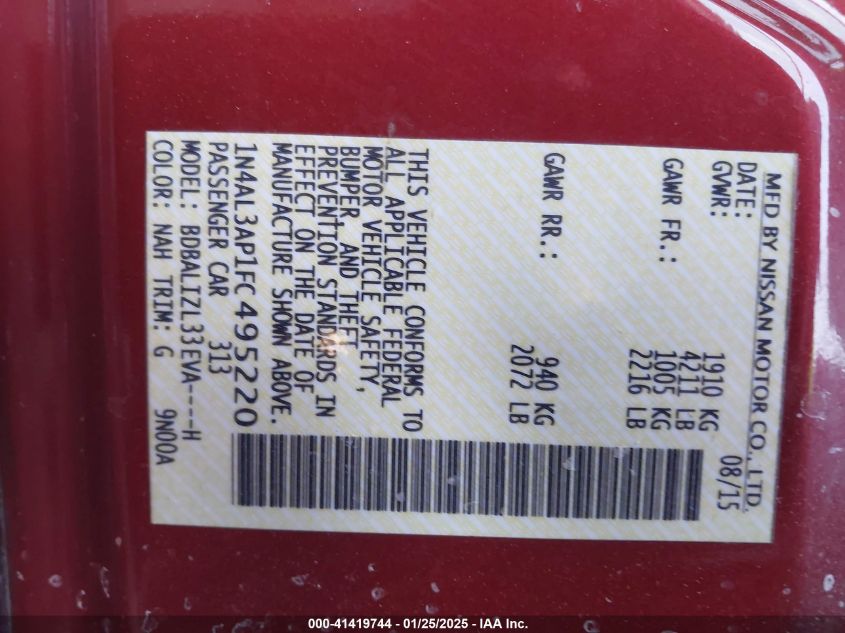 MFD BY NISSAN MOTOR CO., LTD.
DATE: 08/15
GVWR: 1910 KG
4211 LB
GAWR FR.: 1005 KG
2216 LB
GAWR RR.: 940 KG
2072 LB
THIS VEHICLE CONFORMS TO
ALL APPLICABLE FEDERAL
MOTOR VEHICLE SAFETY,
BUMPER, AND THEFT
PREVENTION STANDARDS IN
EFFECT ON THE DATE OF
MANUFACTURE SHOWN ABOVE.
1N4AL3AP1FC495220
PASSENGER CAR 313
MODEL: BDBALIZL33EVA----H
COLOR: NAH TRIM: G 9N00A
000-41419744 - 01/25/2025 - IAA Inc.